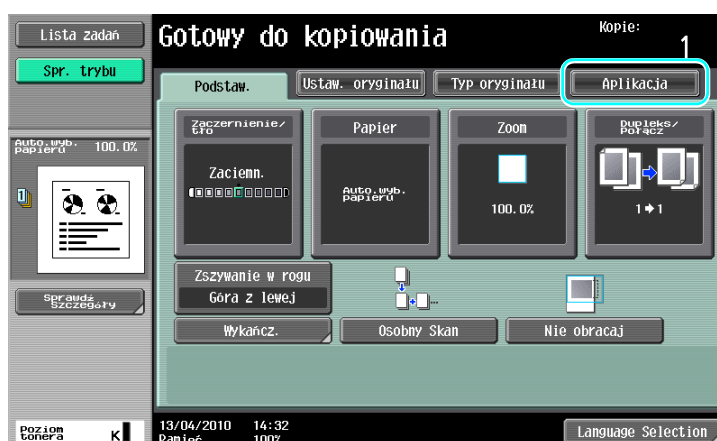 Lista zadań
Gotowy do kopiowania
Kopie:
1
Spr. trybu
Podstaw.
Ustaw. oryginału
Typ oryginału
Aplikacja
Auto.wyb.
papieru
100.0%
1
Sprawdź
Szczegóły
Zaczernienie/
tło
Zaciemn.
Papier
Auto.wyb.
papieru
Zoom
100.0%
Dupleks/
Połącz
1 ➧ 1
Zszywanie w rogu
Góra z lewej
Wykańcz.
Osobny Skan
Nie obracaj
Poziom
tonera
K
13/04/2010 14:32
Pamięć 100%
Language Selection